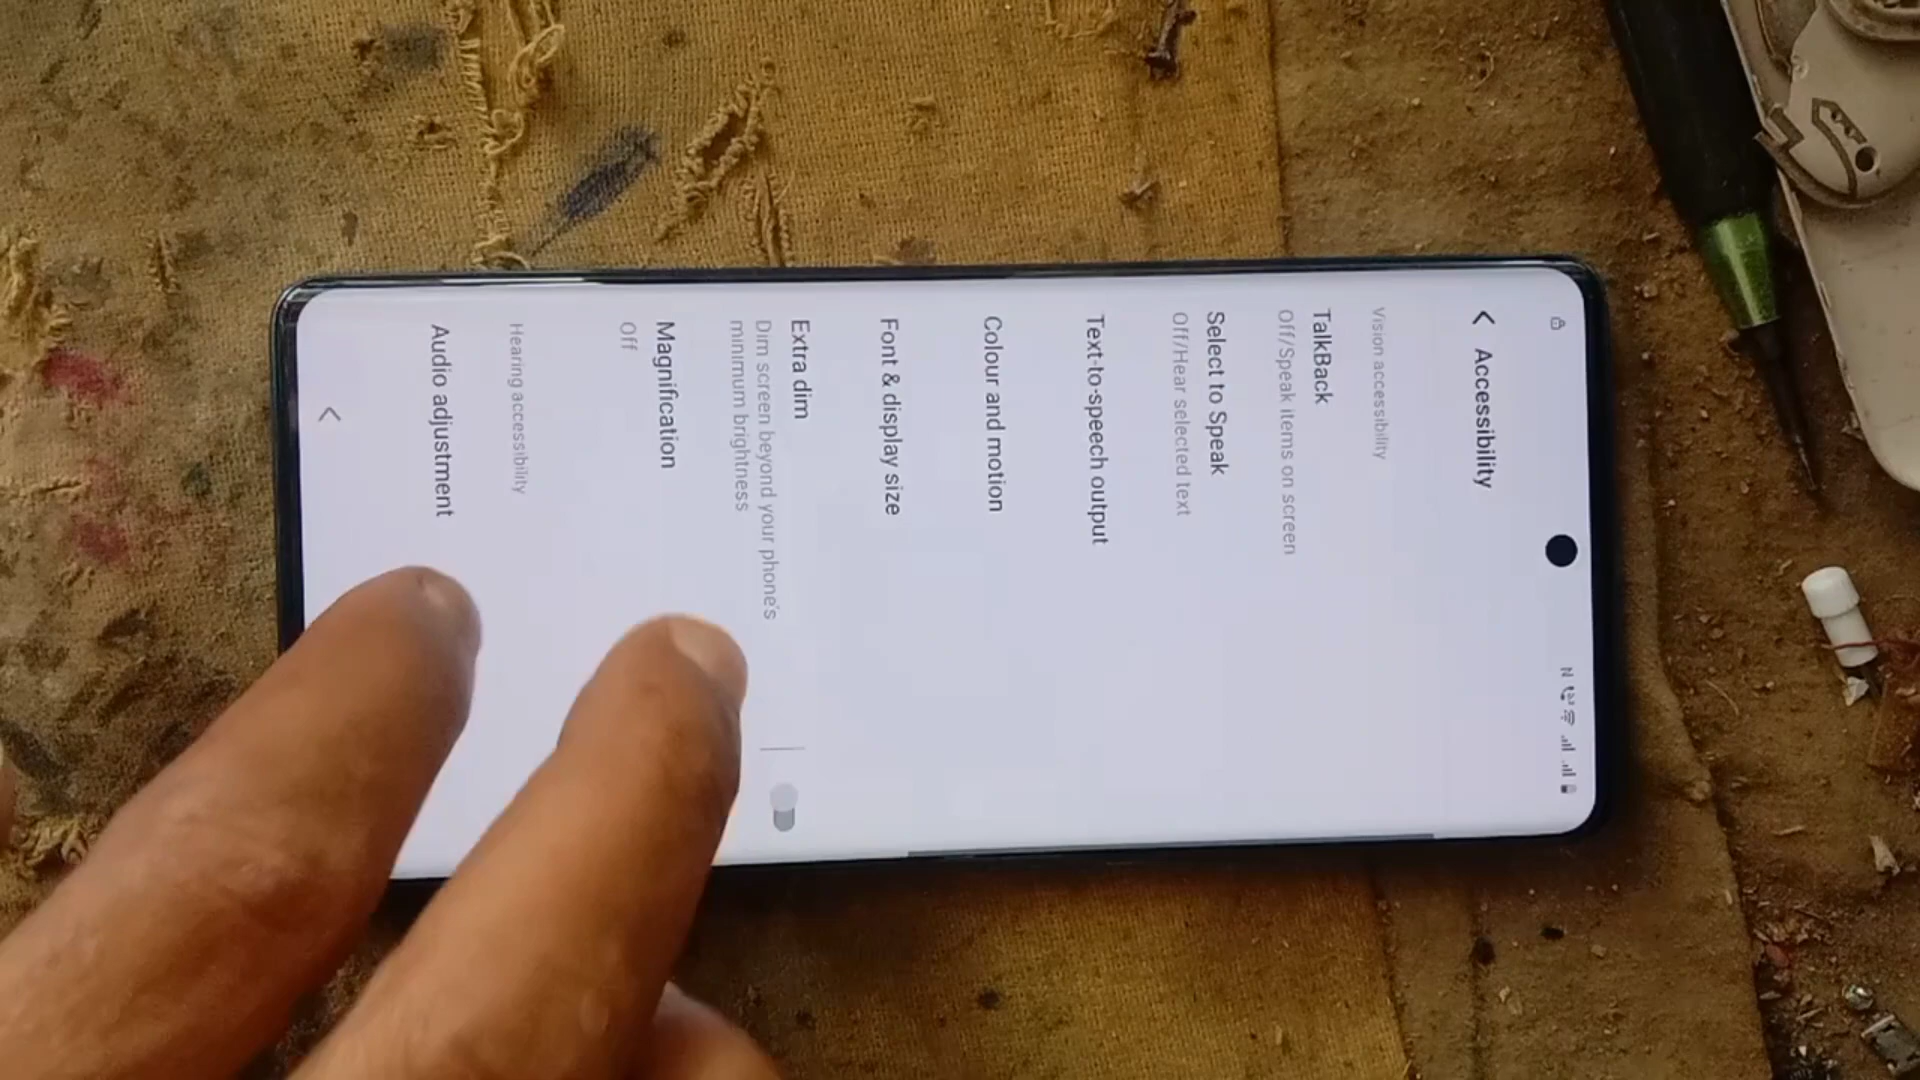 Accessibility
Vision accessibility
TalkBack
Off/Speak items on screen
Select to Speak
Off/Hear selected text
Text-to-speech output
Colour and motion
Font & display size
Extra dim
Dim screen beyond your phone's
minimum brightness
Magnification
Off
Hearing accessibility
Audio adjustment